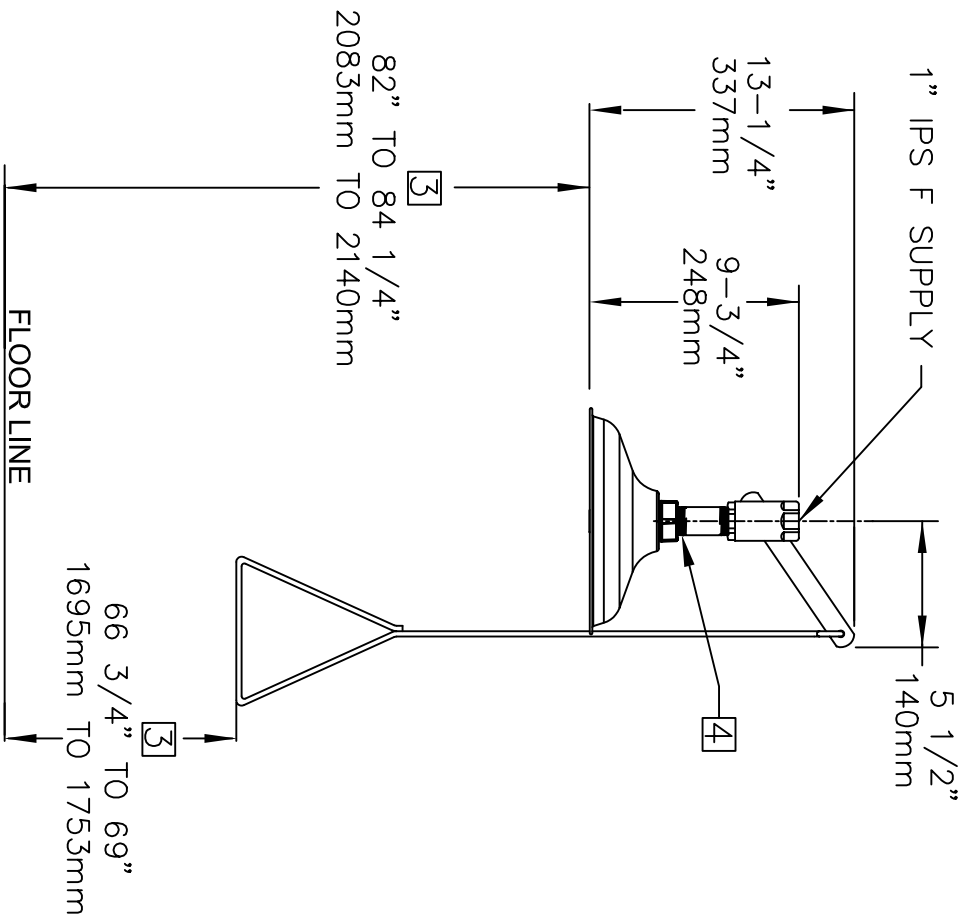 1" IPS F SUPPLY
5 1/2"
140mm
13-1/4"
337mm
9-3/4"
248mm
4
3
82" TO 84 1/4"
2083mm TO 2140mm
3
66 3/4" TO 69"
1695mm TO 1753mm
FLOOR LINE